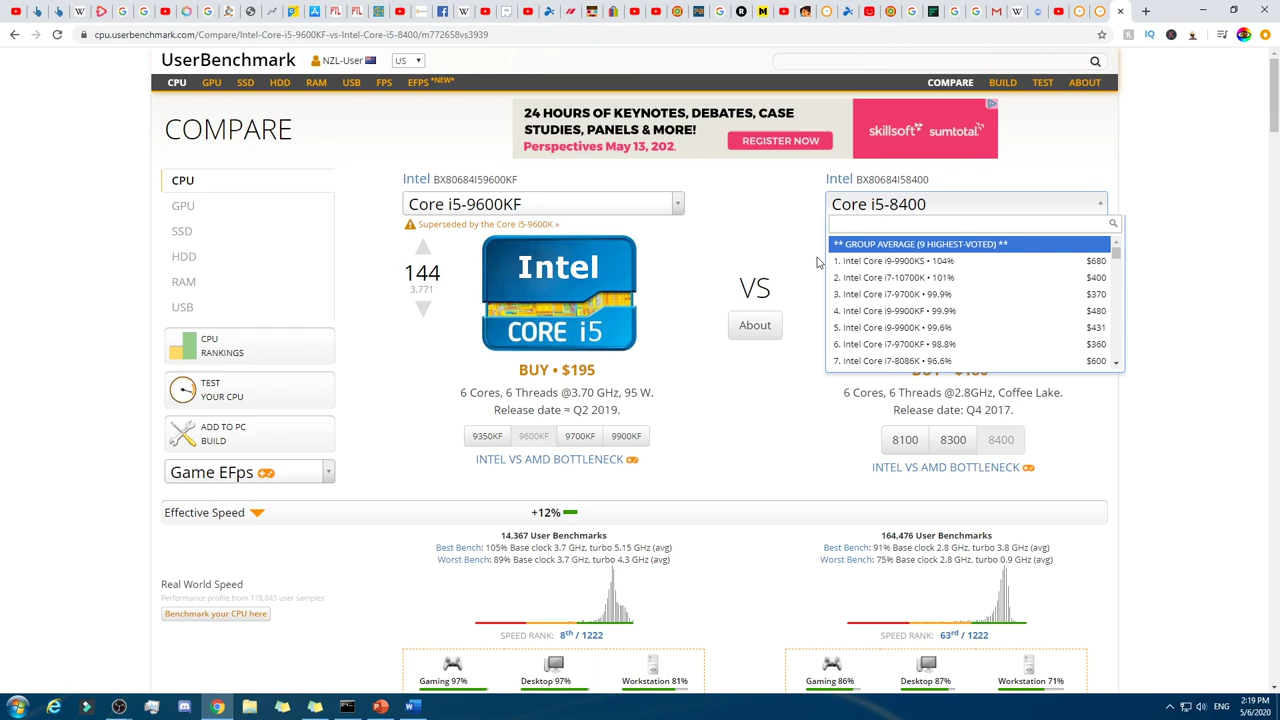 cpu.userbenchmark.com/Compare/Intel-Core-i5-9600KF-vs-Intel-Core-i5-8400/m772658vs3939
UserBenchmark
NZL-User
US
CPU GPU SSD HDD RAM USB FPS EFPS *NEW*
COMPARE BUILD TEST ABOUT
COMPARE
24 HOURS OF KEYNOTES, DEBATES, CASE
STUDIES, PANELS & MORE!
Perspectives May 13, 202.
REGISTER NOW
skillsoft sumtotal.
CPU
GPU
SSD
HDD
RAM
USB
CPU
RANKINGS
TEST
YOUR CPU
ADD TO PC
BUILD
Game EFps
Intel BX80684I59600KF
Core i5-9600KF
Superseded by the Core i5-9600K »
144
3,771
Intel
CORE i5
BUY • $195
6 Cores, 6 Threads @3.70 GHz, 95 W.
Release date ≈ Q2 2019.
9350KF 9600KF 9700KF 9900KF
INTEL VS AMD BOTTLENECK
VS
About
Intel BX80684I58400
Core i5-8400
** GROUP AVERAGE (9 HIGHEST-VOTED) **
1. Intel Core i9-9900KS • 104% $680
2. Intel Core i7-10700K • 101% $400
3. Intel Core i7-9700K • 99.9% $370
4. Intel Core i9-9900KF • 99.9% $480
5. Intel Core i9-9900K • 99.6% $431
6. Intel Core i7-9700KF • 98.8% $360
7. Intel Core i7-8086K • 96.6% $600
6 Cores, 6 Threads @2.8GHz, Coffee Lake.
Release date: Q4 2017.
8100 8300 8400
INTEL VS AMD BOTTLENECK
Effective Speed +12%
14,367 User Benchmarks
Best Bench: 105% Base clock 3.7 GHz, turbo 5.15 GHz (avg)
Worst Bench: 89% Base clock 3.7 GHz, turbo 4.3 GHz (avg)
SPEED RANK: 8th / 1222
164,476 User Benchmarks
Best Bench: 91% Base clock 2.8 GHz, turbo 3.8 GHz (avg)
Worst Bench: 75% Base clock 2.8 GHz, turbo 0.9 GHz (avg)
SPEED RANK: 63rd / 1222
Real World Speed
Performance profile from 178,843 user samples
Benchmark your CPU here
Gaming 97% Desktop 97% Workstation 81%
Gaming 86% Desktop 87% Workstation 71%
ENG
2:19 PM
5/6/2020